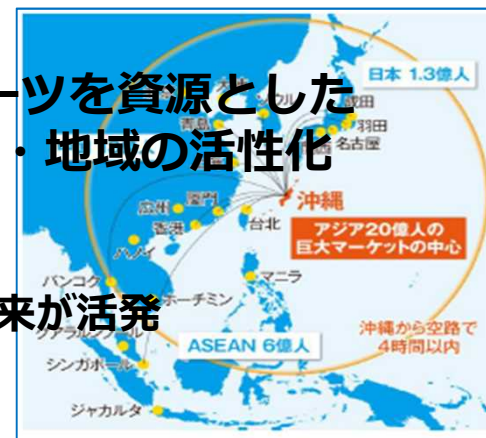 日本 1.3億人
ーツを資源とした
成田
青島
羽田
名古屋
・地域の活性化
沖縄
広州
厦門
香港
台北
アジア20億人の
巨大マーケットの中心
ハノイ
マニラ
バンコク
ホーチミン
来が活発
クアラルンプール
ASEAN 6億人
沖縄から空路で
4時間以内
シンガポール
ジャカルタ